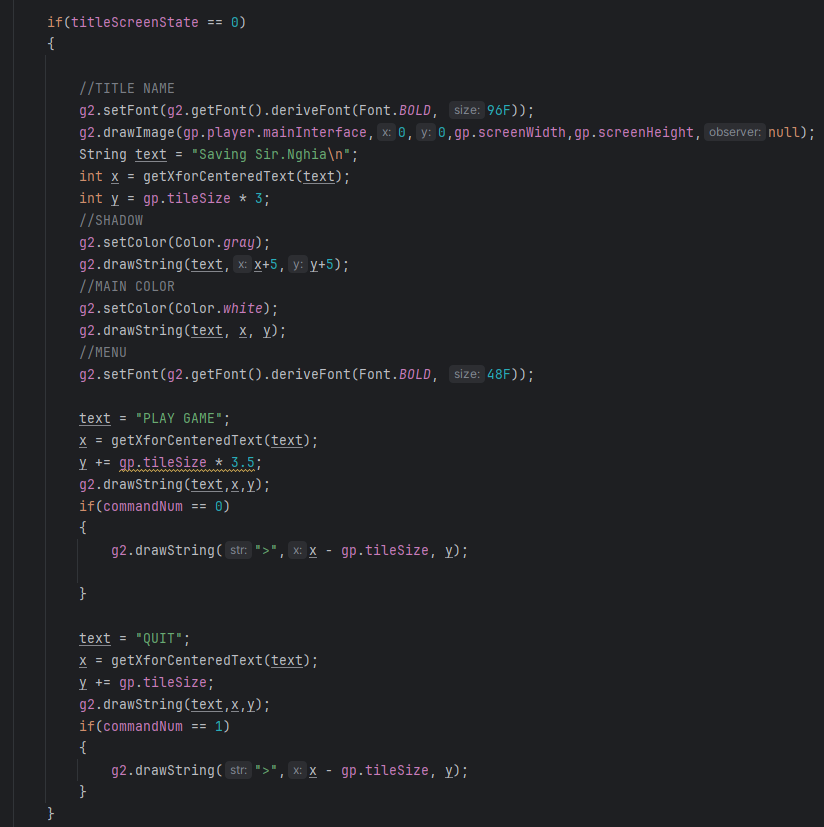 if(titleScreenState == 0)
{
//TITLE NAME
g2.setFont(g2.getFont().deriveFont(Font.BOLD, size: 96F));
g2.drawImage(gp.player.mainInterface, x: 0, y: 0,gp.screenWidth,gp.screenHeight, observer: null);
String text = "Saving Sir.Nghia\n";
int x = getXforCenteredText(text);
int y = gp.tileSize * 3;
//SHADOW
g2.setColor(Color.gray);
g2.drawString(text, x: x+5, y: y+5);
//MAIN COLOR
g2.setColor(Color.white);
g2.drawString(text, x, y);
//MENU
g2.setFont(g2.getFont().deriveFont(Font.BOLD, size: 48F));
text = "PLAY GAME";
x = getXforCenteredText(text);
y += gp.tileSize * 3.5;
g2.drawString(text,x,y);
if(commandNum == 0)
{
g2.drawString( str: ">", x: x - gp.tileSize, y);
}
text = "QUIT";
x = getXforCenteredText(text);
y += gp.tileSize;
g2.drawString(text,x,y);
if(commandNum == 1)
{
g2.drawString( str: ">", x: x - gp.tileSize, y);
}
}